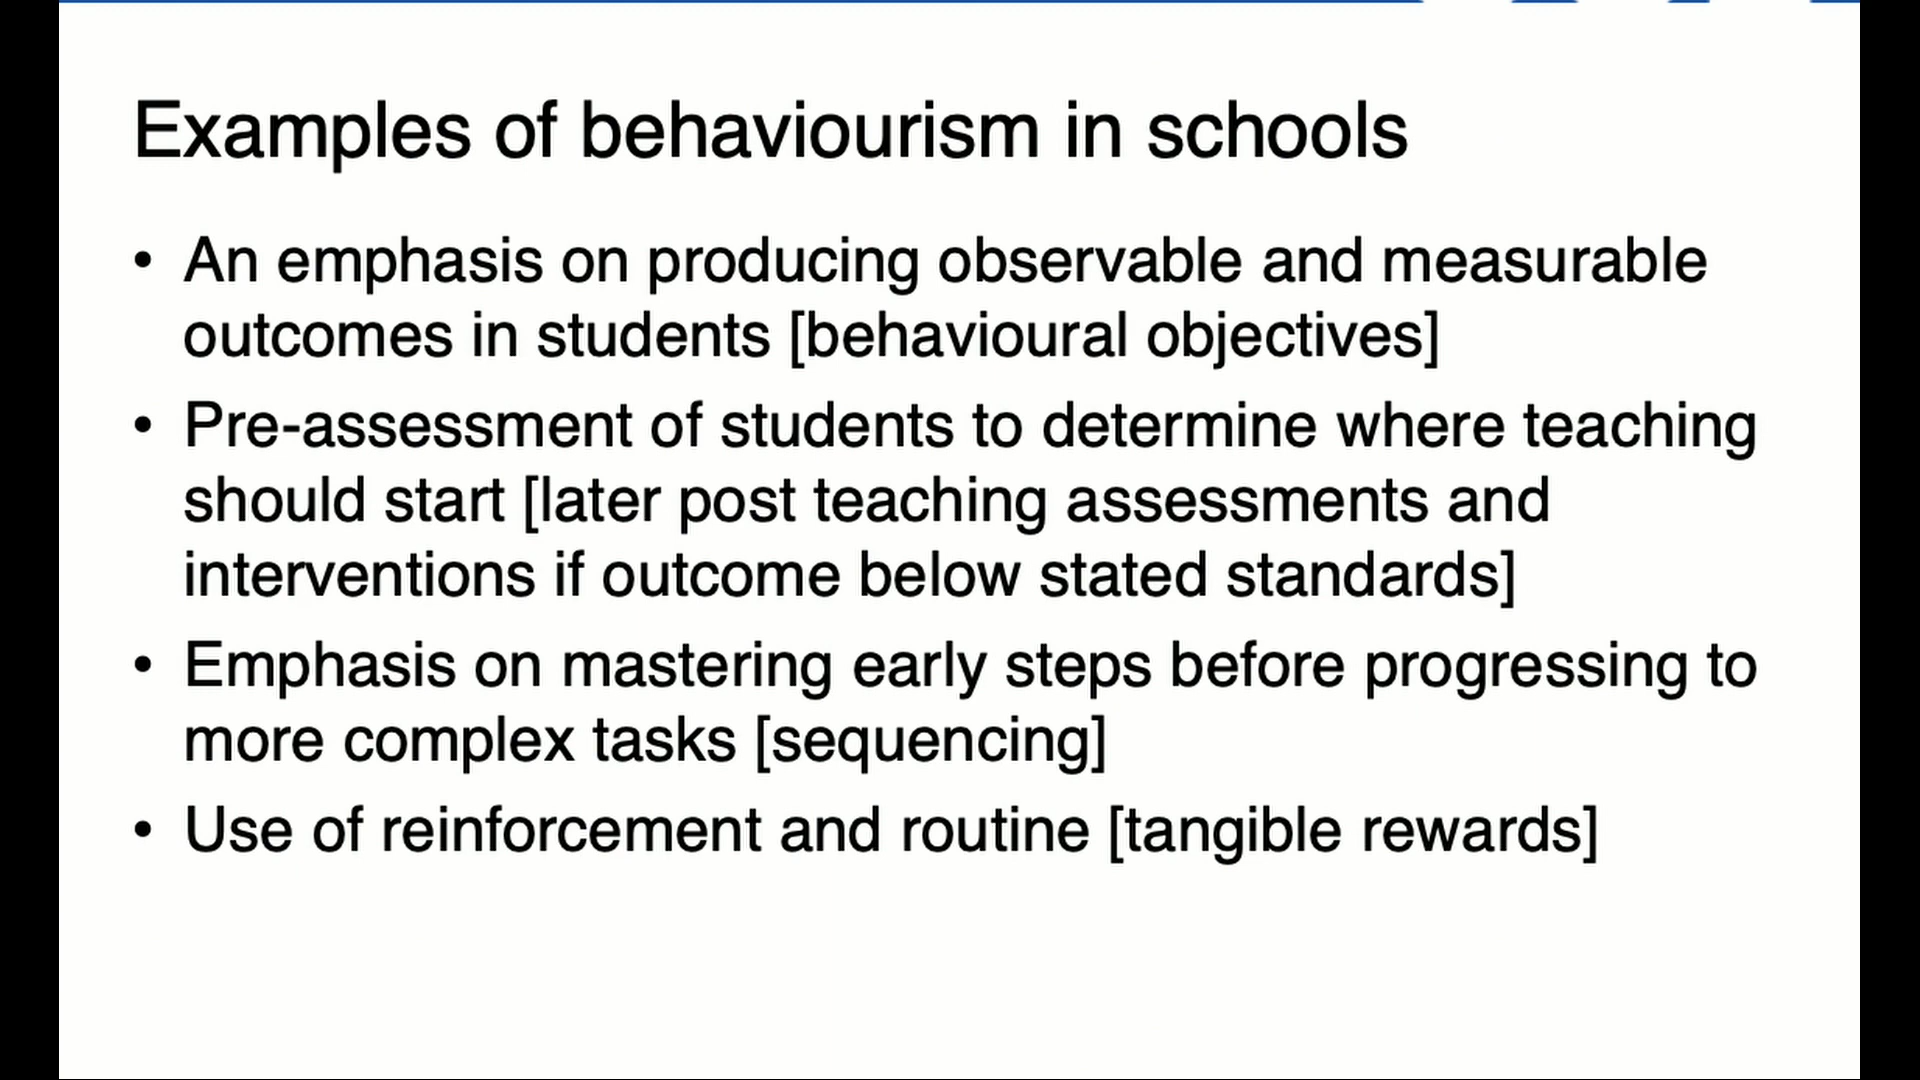 Examples of behaviourism in schools
• An emphasis on producing observable and measurable
outcomes in students [behavioural objectives]
• Pre-assessment of students to determine where teaching
should start [later post teaching assessments and
interventions if outcome below stated standards]
• Emphasis on mastering early steps before progressing to
more complex tasks [sequencing]
• Use of reinforcement and routine [tangible rewards]